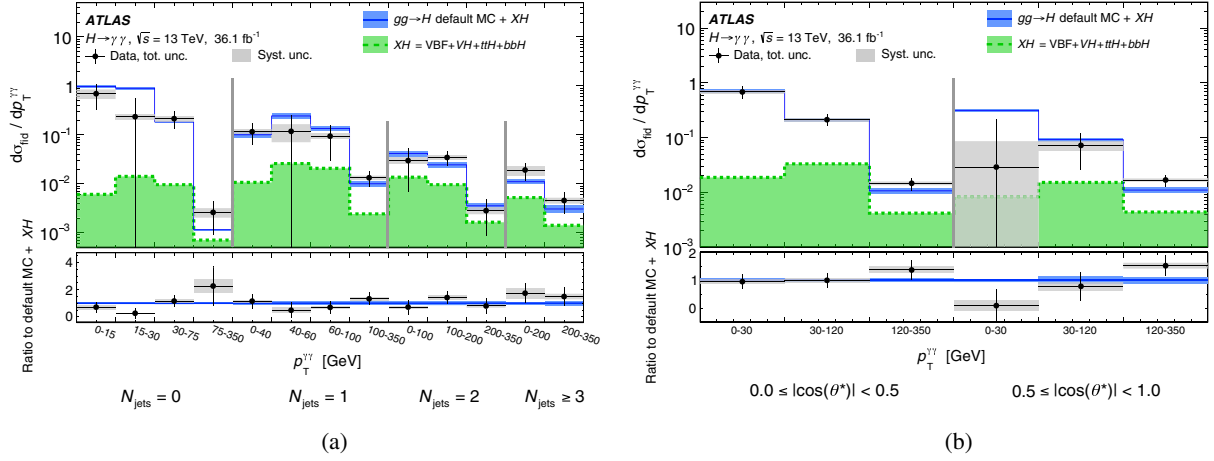 ATLAS
H→γγ, √s = 13 TeV, 36.1 fb⁻¹
Data, tot. unc. Syst. unc.
gg→H default MC + XH
XH = VBF+VH+ttH+bbH
dσ_fid / dp_T^γγ
10
1
10⁻¹
10⁻²
10⁻³
Ratio to default MC + XH
4
2
0
0-15 15-30 30-75 75-350 0-40 40-60 60-100 100-350 0-100 100-200 200-350 0-200 200-350
p_T^γγ [GeV]
N_jets = 0 N_jets = 1 N_jets = 2 N_jets ≥ 3
(a)
ATLAS
H→γγ, √s = 13 TeV, 36.1 fb⁻¹
Data, tot. unc. Syst. unc.
gg→H default MC + XH
XH = VBF+VH+ttH+bbH
dσ_fid / dp_T^γγ
10
1
10⁻¹
10⁻²
10⁻³
Ratio to default MC + XH
2
1.5
1
0.5
0
0-30 30-120 120-350 0-30 30-120 120-350
p_T^γγ [GeV]
0.0 ≤ |cos(θ*)| < 0.5 0.5 ≤ |cos(θ*)| < 1.0
(b)